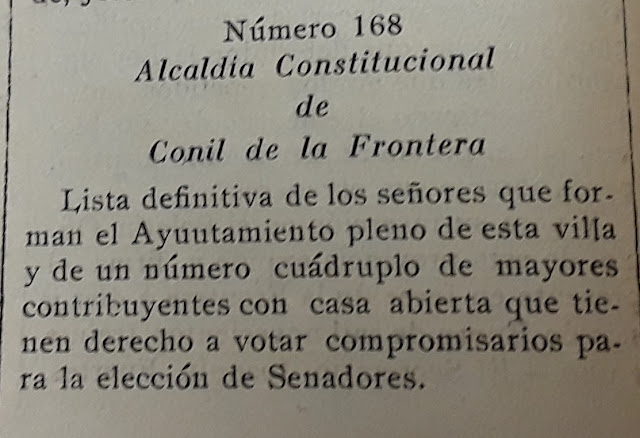 Número 168
Alcaldía Constitucional
de
Conil de la Frontera
Lista definitiva de los señores que for-
man el Ayuutamiento pleno de esta villa
y de un número cuádruplo de mayores
contribuyentes con casa abierta que tie-
nen derecho a votar compromisarios pa-
ra la elección de Senadores.